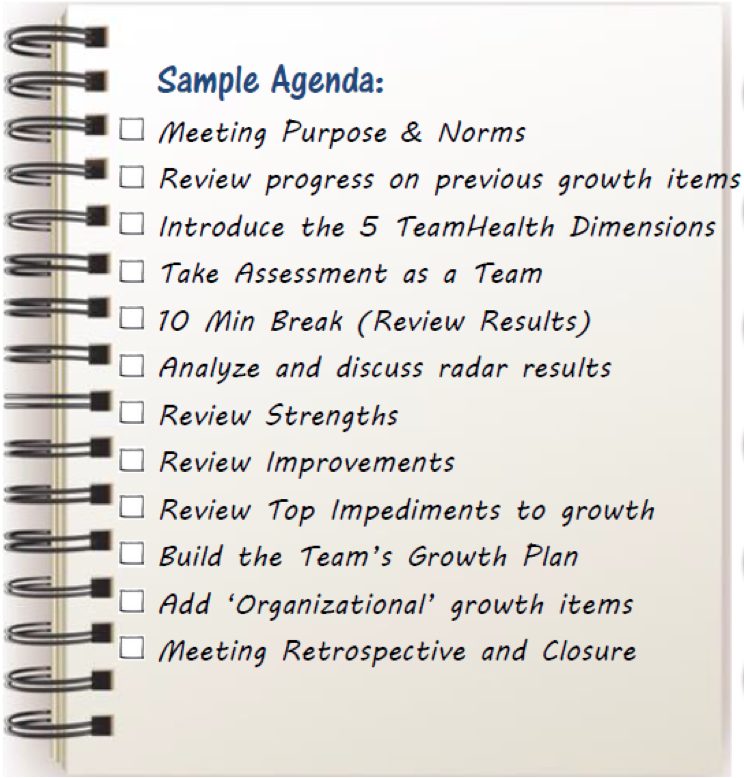 Sample Agenda:
Meeting Purpose & Norms
Review progress on previous growth items
Introduce the 5 TeamHealth Dimensions
Take Assessment as a Team
10 Min Break (Review Results)
Analyze and discuss radar results
Review Strengths
Review Improvements
Review Top Impediments to growth
Build the Team's Growth Plan
Add ‘Organizational’ growth items
Meeting Retrospective and Closure